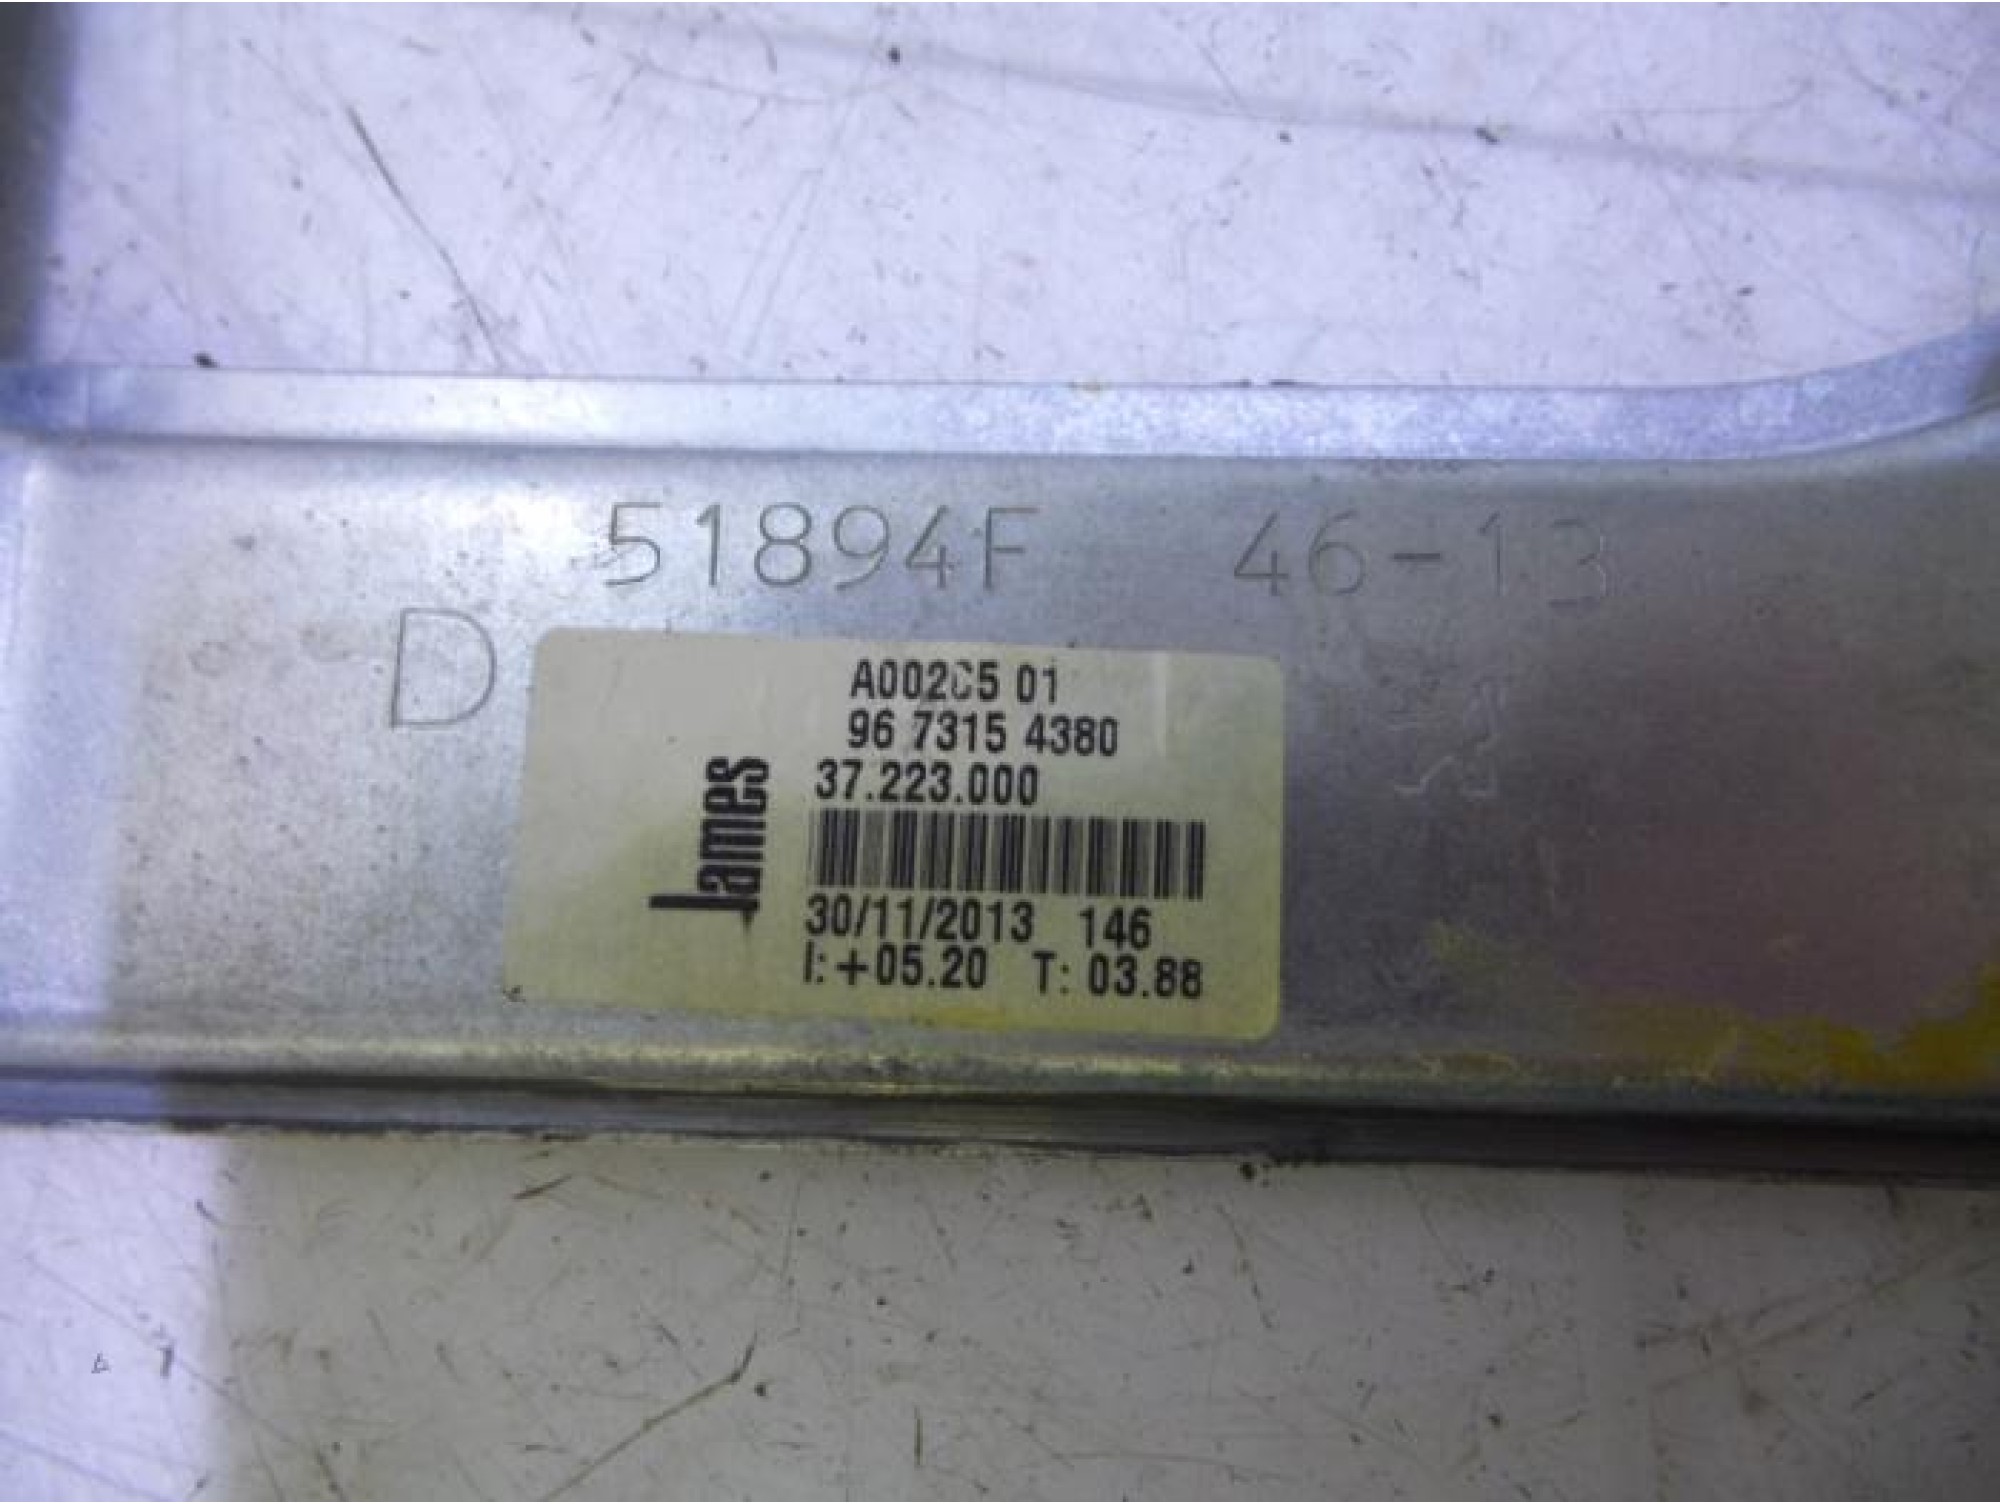 51894F 46-13
D
A002C5 01
96 7315 4380
37.223.000
James
30/11/2013 146
I: +05.20 T: 03.88